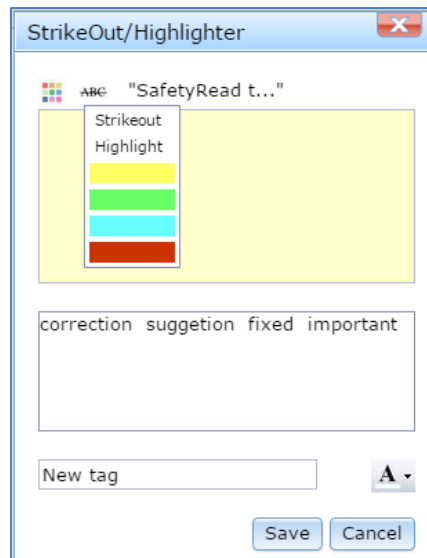 StrikeOut/Highlighter
ABC "SafetyRead t..."
Strikeout
Highlight
correction suggetion fixed important
New tag A
Save Cancel